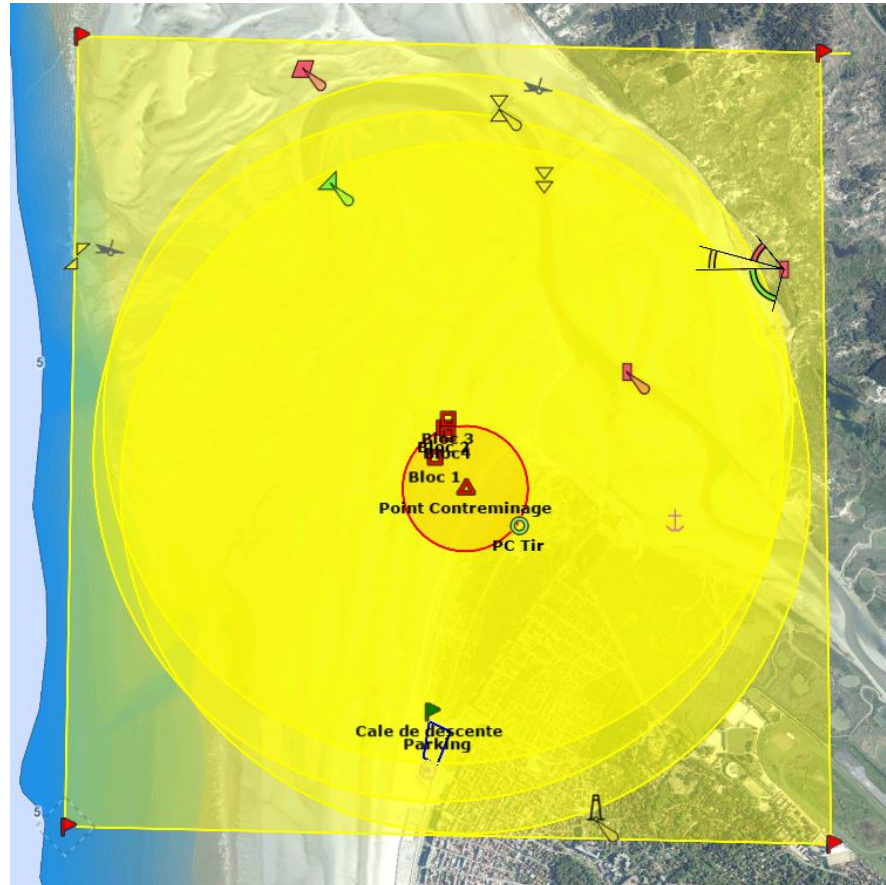 5
Bloc 3
Bloc 2
Bloc4
Bloc 1
Point Contreminage
PC Tir
Cale de descente
Parking
5